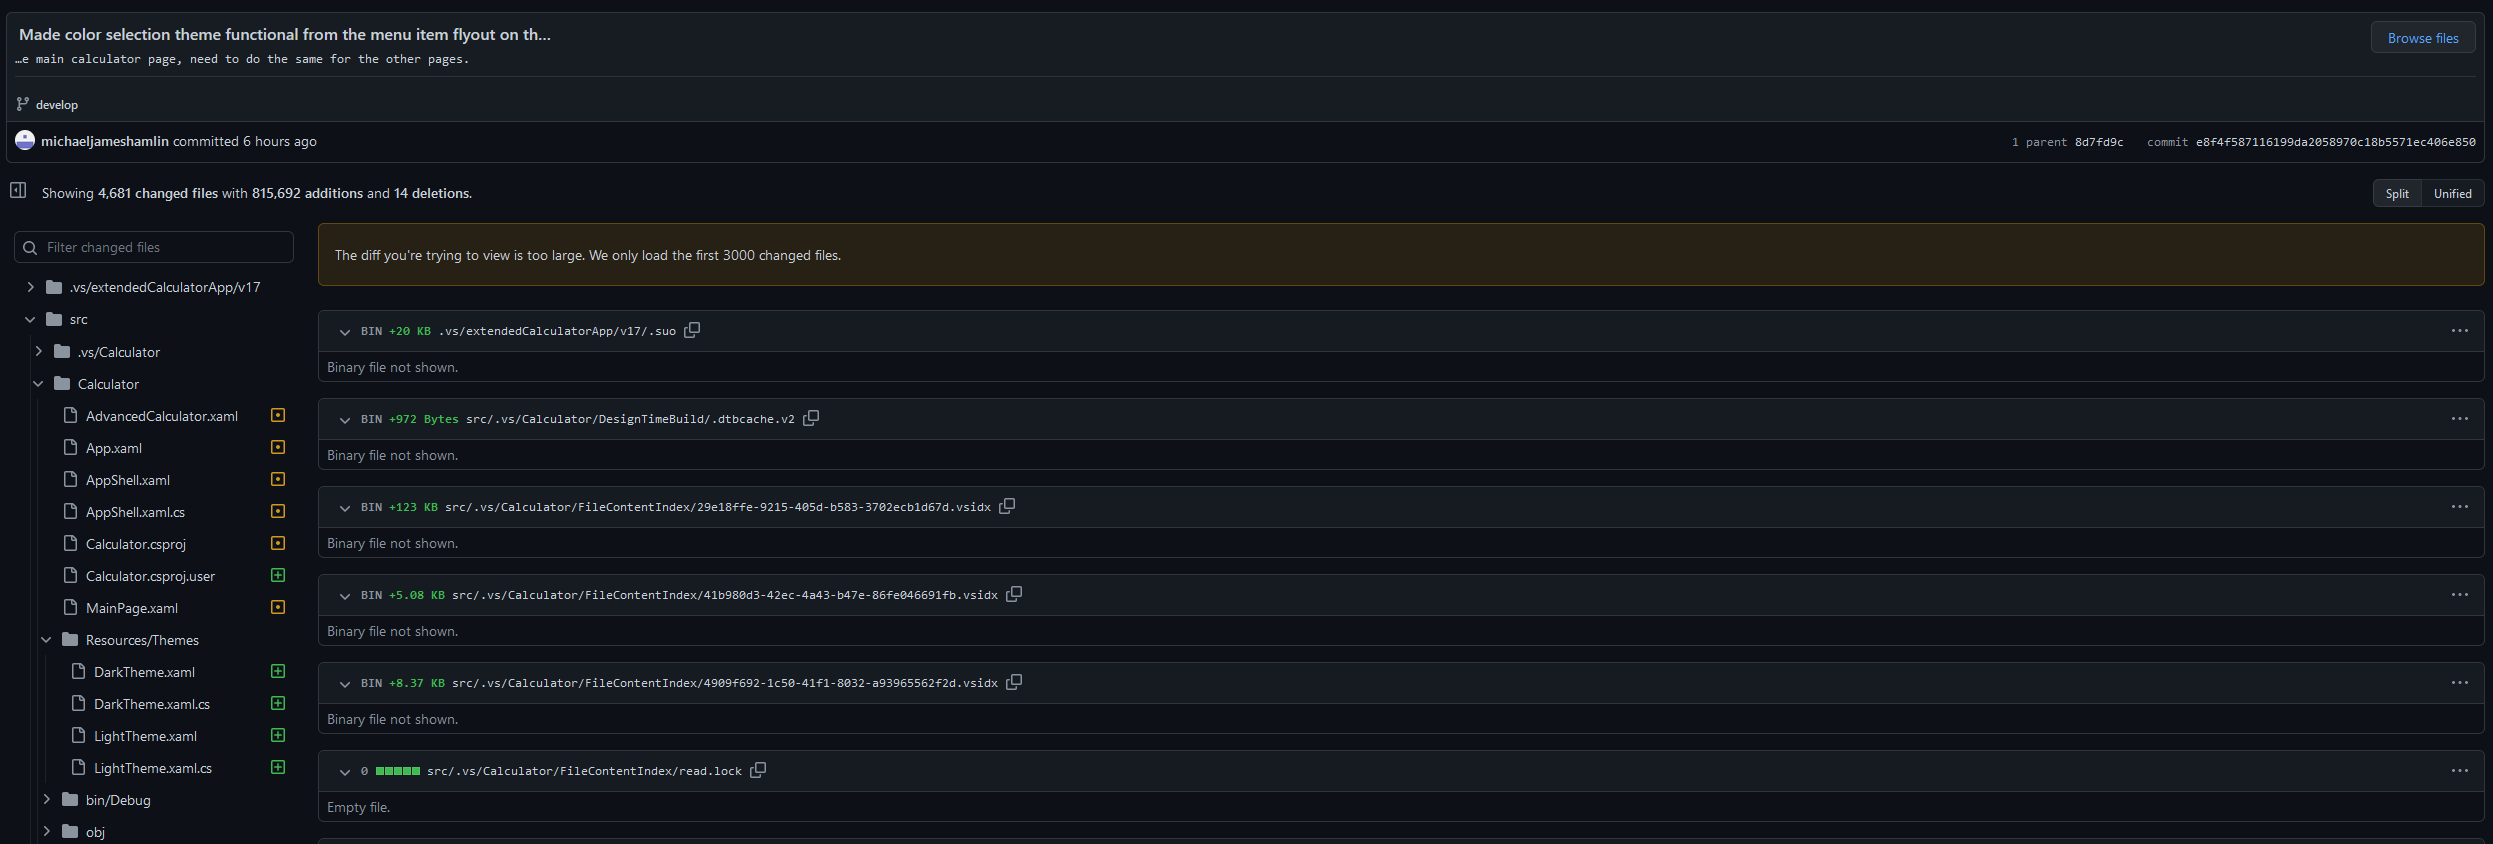 Made color selection theme functional from the menu item flyout on th...
Browse files
…e main calculator page, need to do the same for the other pages.
develop
michaeljameshamlin committed 6 hours ago
1 parent 8d7fd9c commit e8f4f587116199da2058970c18b5571ec406e850
Showing 4,681 changed files with 815,692 additions and 14 deletions.
Split Unified
Filter changed files
.vs/extendedCalculatorApp/v17
src
.vs/Calculator
Calculator
AdvancedCalculator.xaml
App.xaml
AppShell.xaml
AppShell.xaml.cs
Calculator.csproj
Calculator.csproj.user
MainPage.xaml
Resources/Themes
DarkTheme.xaml
DarkTheme.xaml.cs
LightTheme.xaml
LightTheme.xaml.cs
bin/Debug
obj
The diff you're trying to view is too large. We only load the first 3000 changed files.
BIN +20 KB .vs/extendedCalculatorApp/v17/.suo
Binary file not shown.
BIN +972 Bytes src/.vs/Calculator/DesignTimeBuild/.dtbcache.v2
Binary file not shown.
BIN +123 KB src/.vs/Calculator/FileContentIndex/29e18ffe-9215-405d-b583-3702ecb1d67d.vsidx
Binary file not shown.
BIN +5.08 KB src/.vs/Calculator/FileContentIndex/41b980d3-42ec-4a43-b47e-86fe046691fb.vsidx
Binary file not shown.
BIN +8.37 KB src/.vs/Calculator/FileContentIndex/4909f692-1c50-41f1-8032-a93965562f2d.vsidx
Binary file not shown.
0 src/.vs/Calculator/FileContentIndex/read.lock
Empty file.